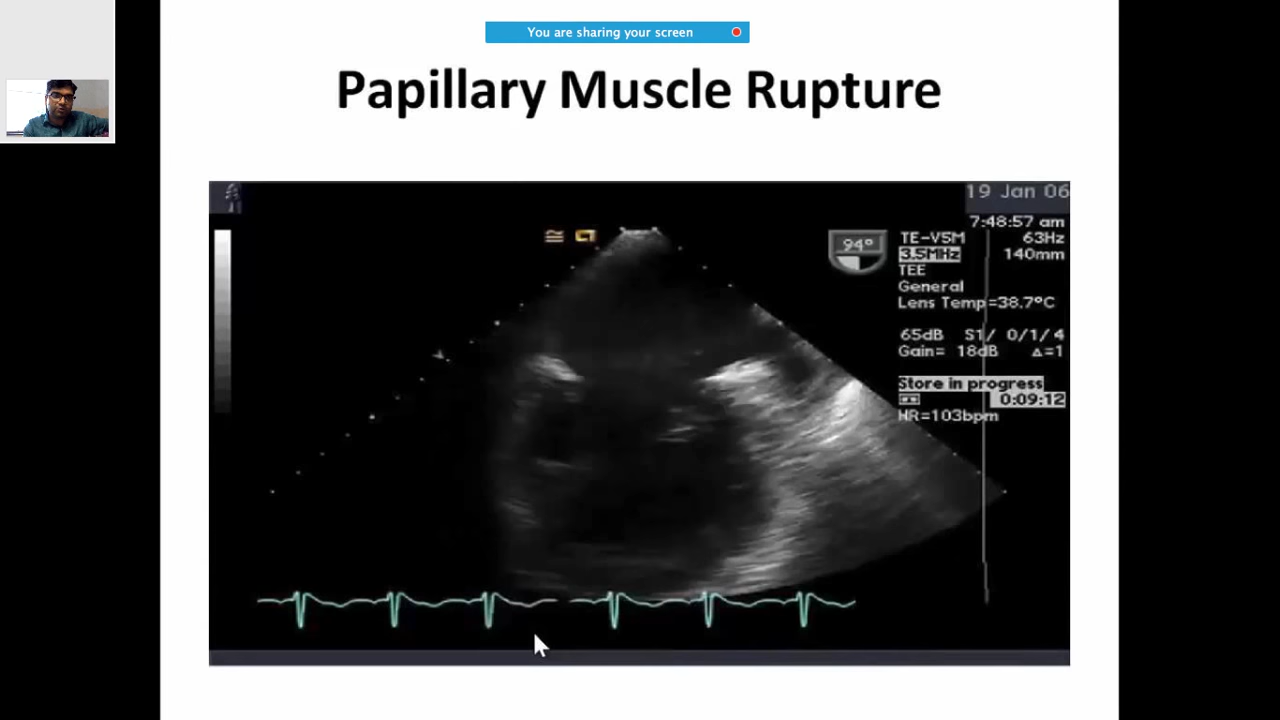 You are sharing your screen
Papillary Muscle Rupture
19 Jan 06
7:48:57 am
94°
TE-V5M 63Hz
3.5MHz 140mm
TEE
General
Lens Temp=38.7°C
65dB S1/ 0/1/4
Gain= 18dB Δ=1
Store in progress
0:09:12
HR=103bpm